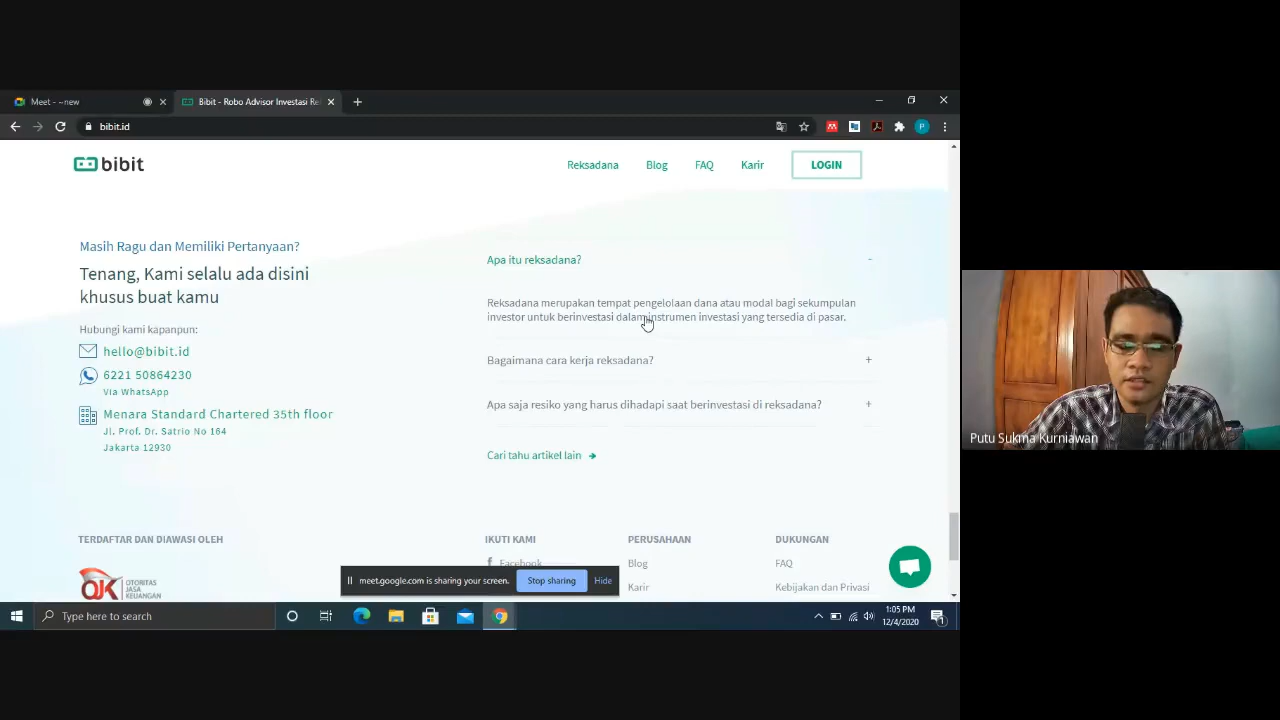 Meet - ~new
Bibit - Robo Advisor Investasi Re
bibit.id
bibit
Reksadana
Blog
FAQ
Karir
LOGIN
Masih Ragu dan Memiliki Pertanyaan?
Tenang, Kami selalu ada disini
khusus buat kamu
Hubungi kami kapanpun:
hello@bibit.id
6221 50864230
Via WhatsApp
Menara Standard Chartered 35th floor
Jl. Prof. Dr. Satrio No 164
Jakarta 12930
Apa itu reksadana?
-
Reksadana merupakan tempat pengelolaan dana atau modal bagi sekumpulan
investor untuk berinvestasi dalam instrumen investasi yang tersedia di pasar.
Bagaimana cara kerja reksadana?
+
Apa saja resiko yang harus dihadapi saat berinvestasi di reksadana?
+
Cari tahu artikel lain
TERDAFTAR DAN DIAWASI OLEH
OJK
OTORITAS
JASA
KEUANGAN
IKUTI KAMI
Facebook
PERUSAHAAN
Blog
Karir
DUKUNGAN
FAQ
Kebijakan dan Privasi
meet.google.com is sharing your screen.
Stop sharing
Hide
Type here to search
1:05 PM
12/4/2020
Putu Sukma Kurniawan